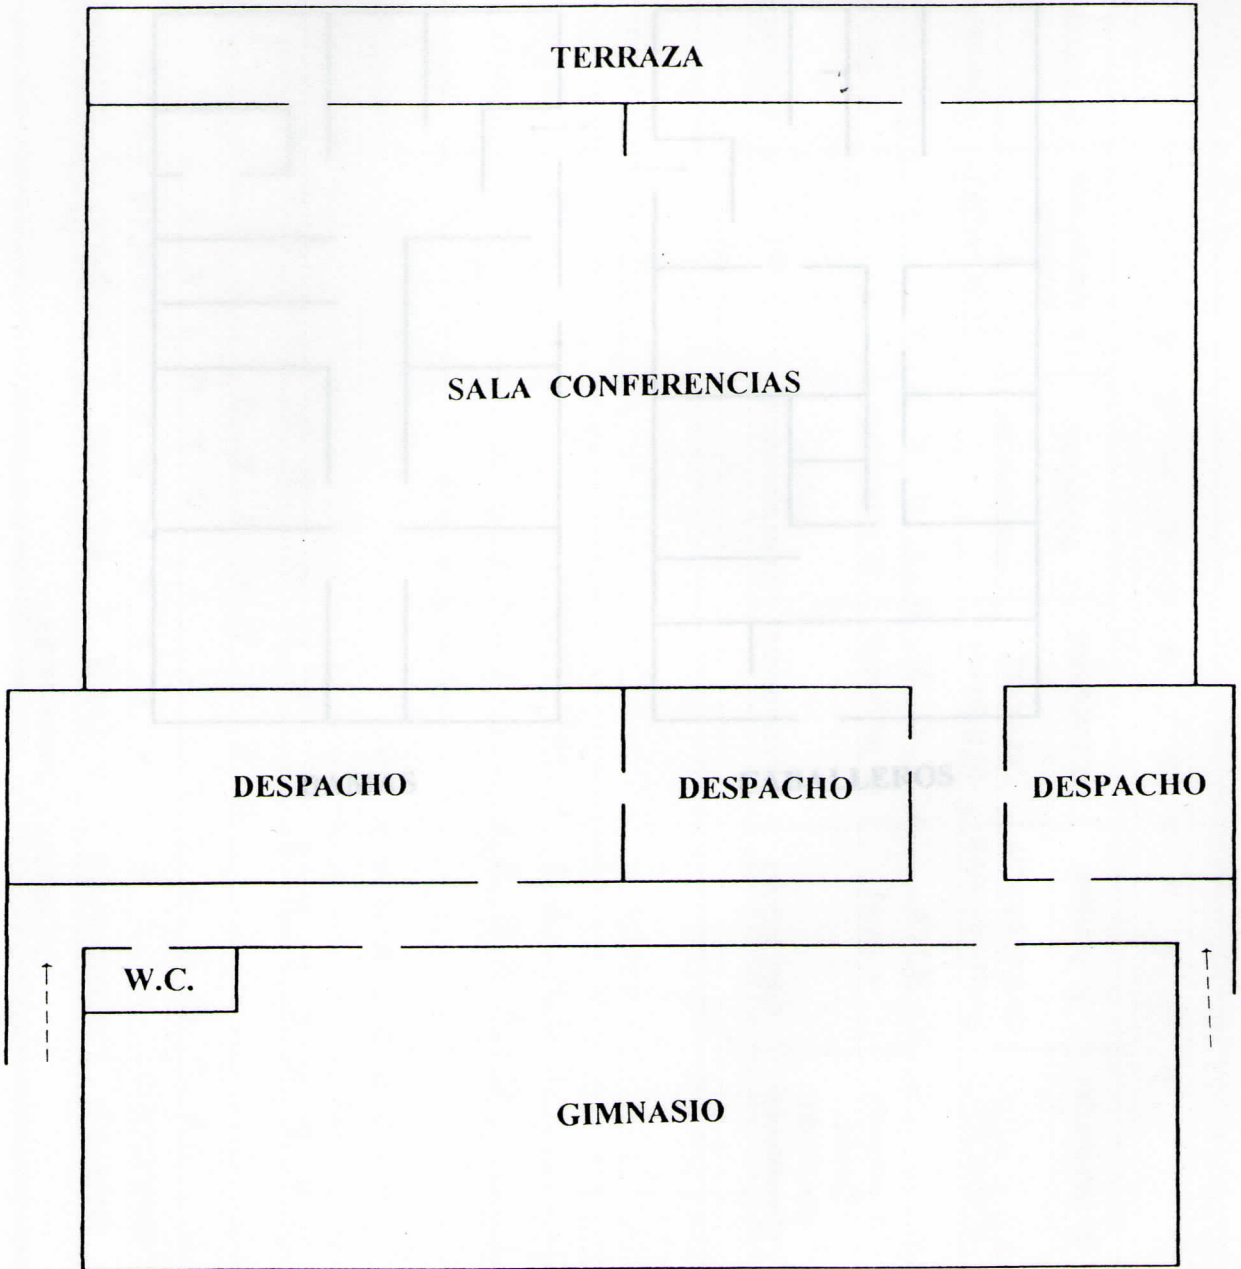 TERRAZA
SALA CONFERENCIAS
DESPACHO
DESPACHO
DESPACHO
W.C.
GIMNASIO